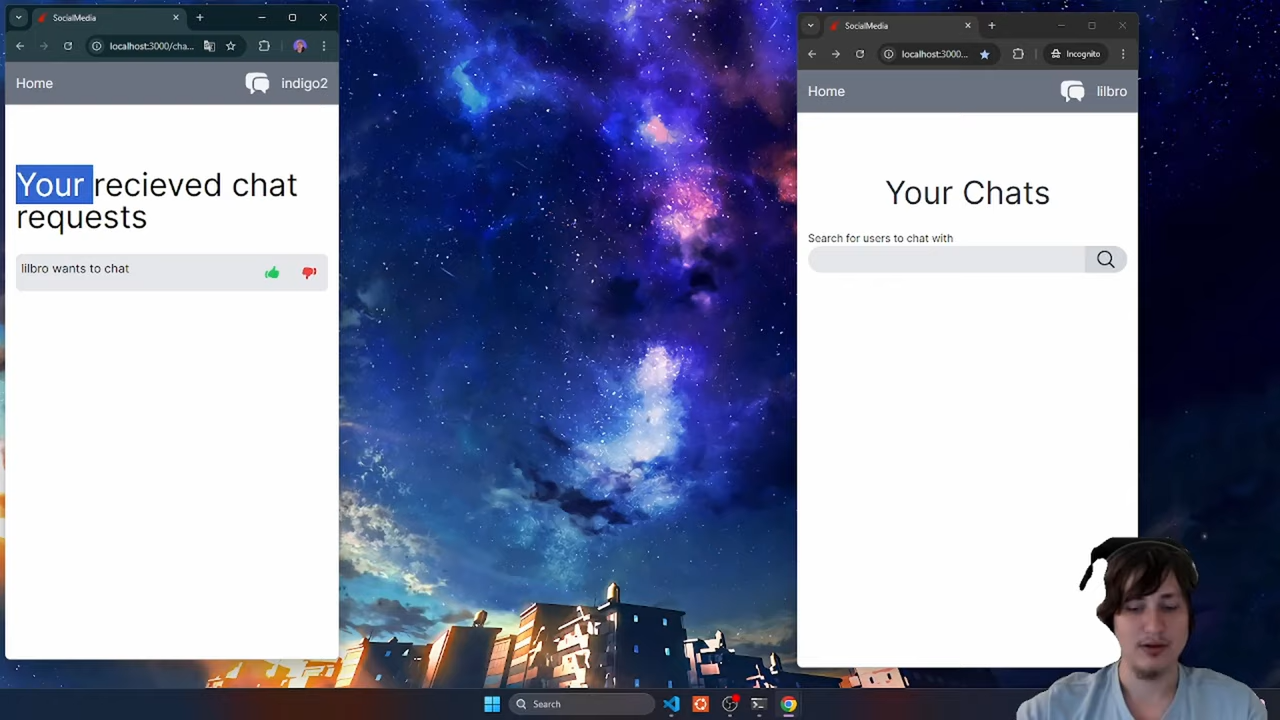 SocialMedia
localhost:3000/cha...
Home
indigo2
Your recieved chat
requests
lilbro wants to chat
SocialMedia
localhost:3000...
Incognito
Home
lilbro
Your Chats
Search for users to chat with
Search